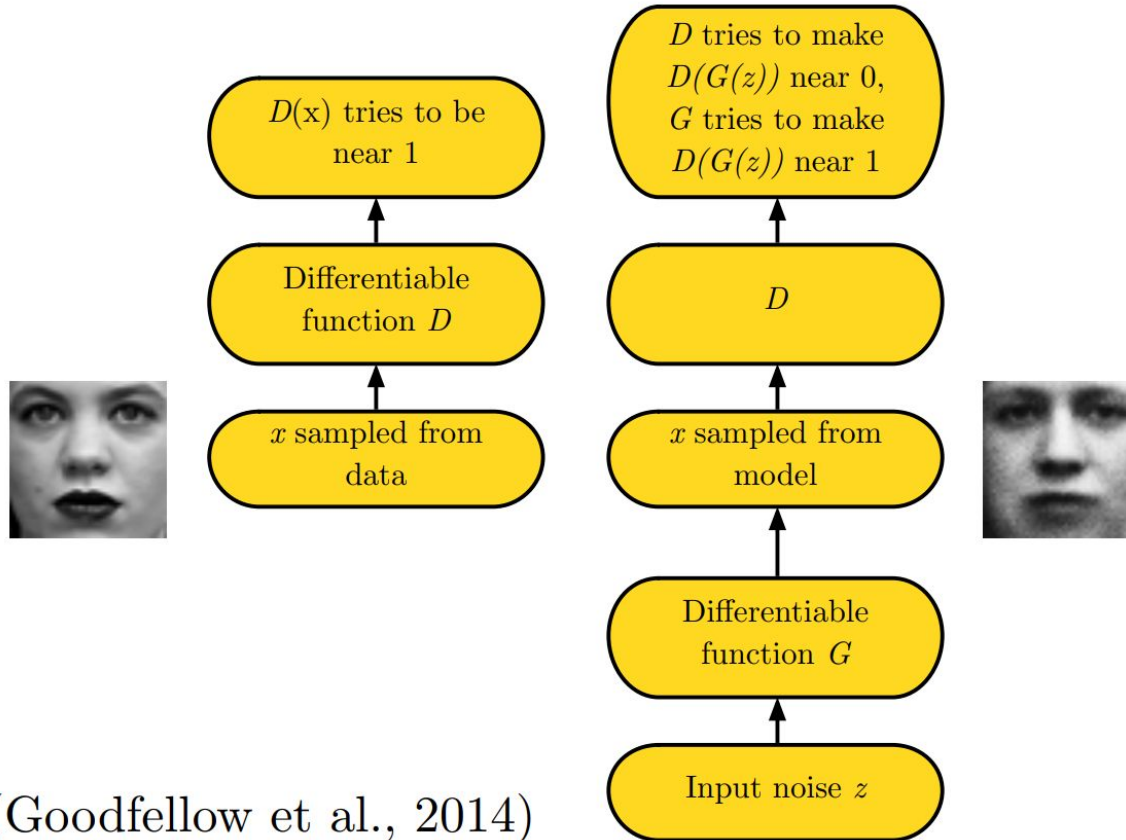 D(x) tries to be
near 1
Differentiable
function D
x sampled from
data
D tries to make
D(G(z)) near 0,
G tries to make
D(G(z)) near 1
D
x sampled from
model
Differentiable
function G
Input noise z
(Goodfellow et al., 2014)